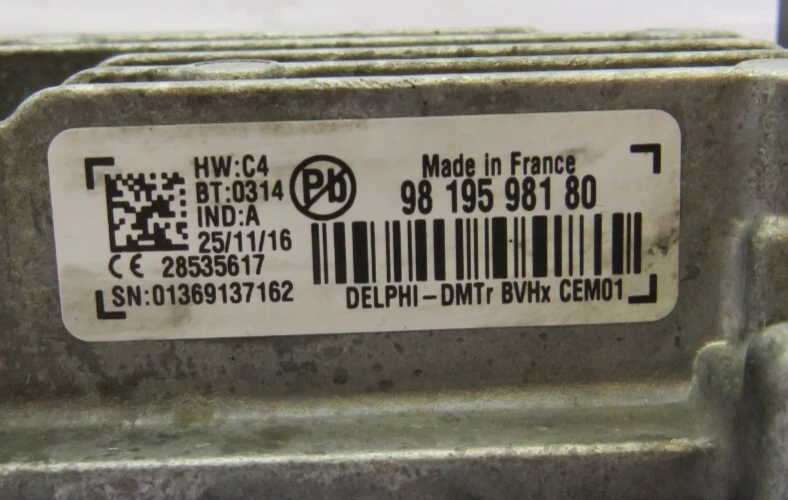 HW:C4
BT:0314
IND:A
25/11/16
CE 28535617
SN:01369137162
Pb
Made in France
98 195 981 80
DELPHI-DMTr BVHx CEM01